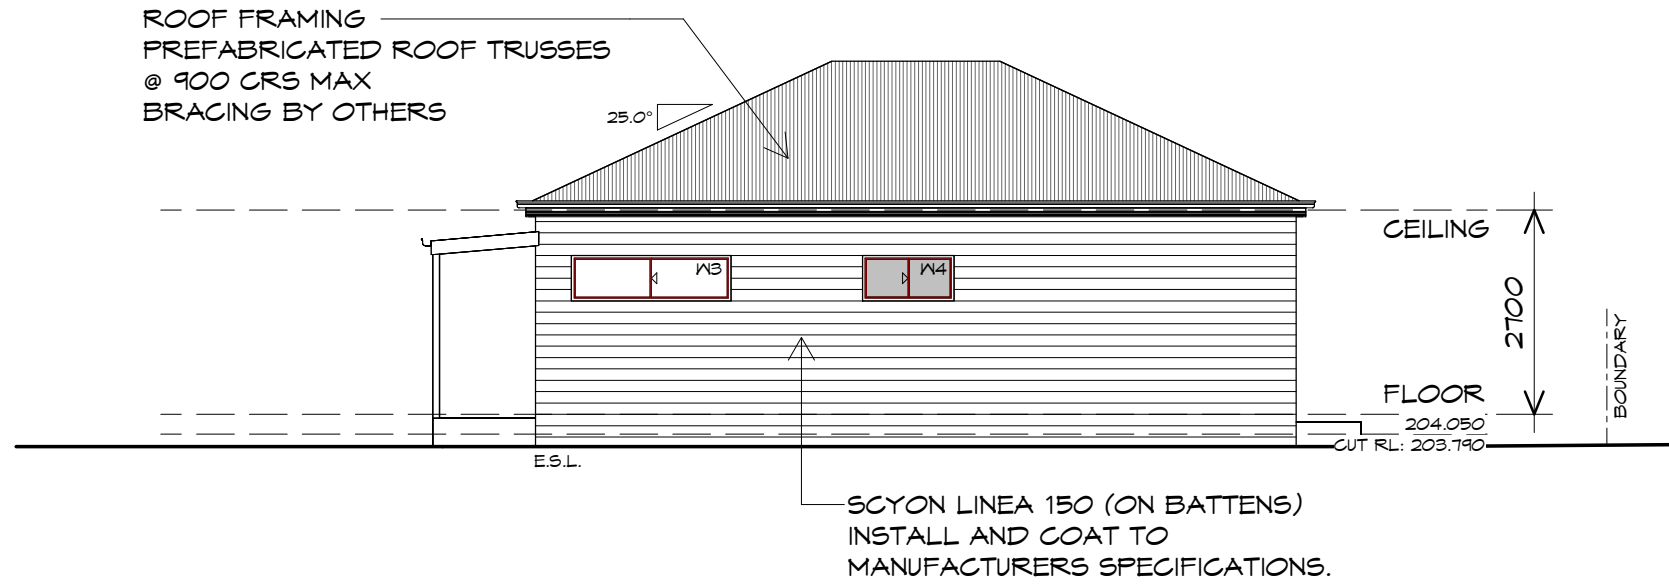 ROOF FRAMING
PREFABRICATED ROOF TRUSSES
@ 900 CRS MAX
BRACING BY OTHERS
25.0°
CEILING
W3
W4
2700
BOUNDARY
FLOOR
204.050
CUT RL: 203.790
E.S.L.
SCYON LINEA 150 (ON BATTENS)
INSTALL AND COAT TO
MANUFACTURERS SPECIFICATIONS.